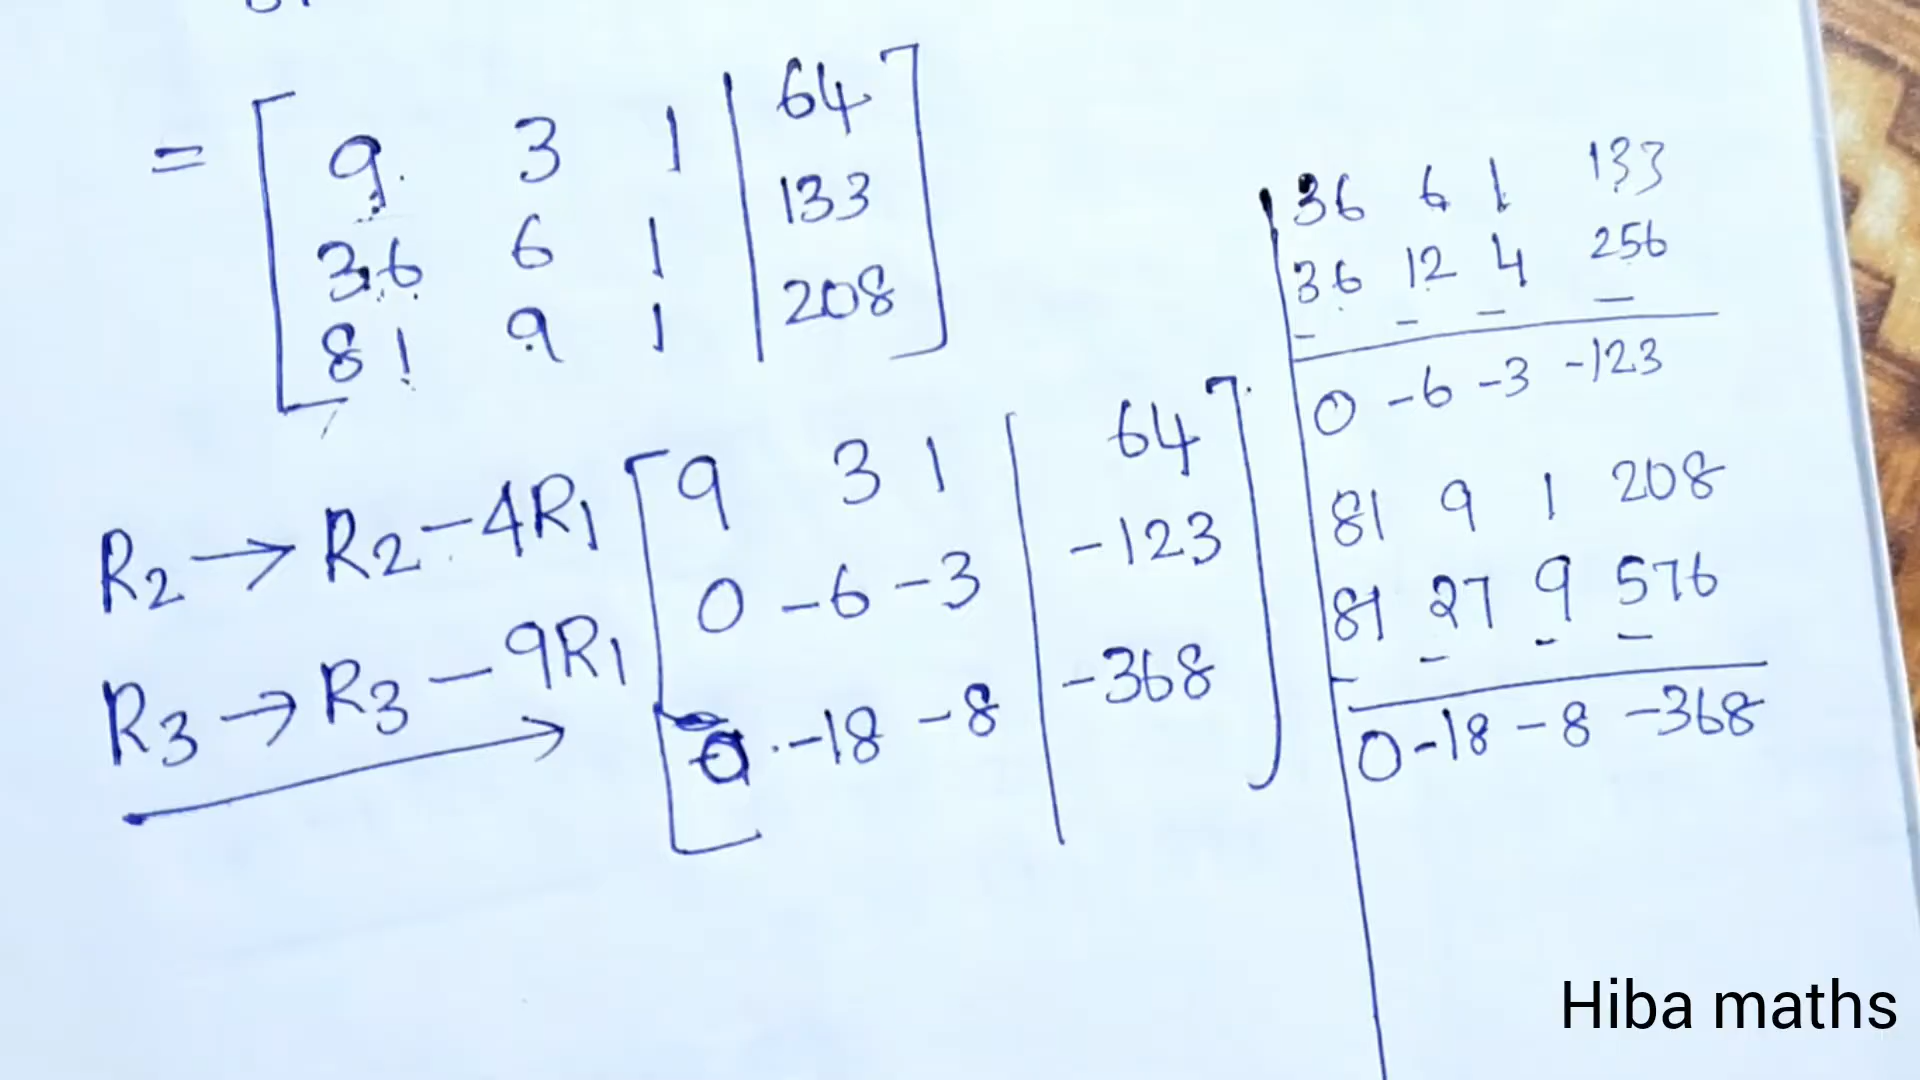 = [ 9 3 1 | 64 ]
36 6 1 | 133
81 9 1 | 208
R2 → R2 - 4R1
R3 → R3 - 9R1
[ 9 3 1 | 64 ]
0 -6 -3 | -123
0 -18 -8 | -368
36 6 1 133
36 12 4 256
- - - -
0 -6 -3 -123
81 9 1 208
81 27 9 576
- - - -
0 -18 -8 -368
Hiba maths